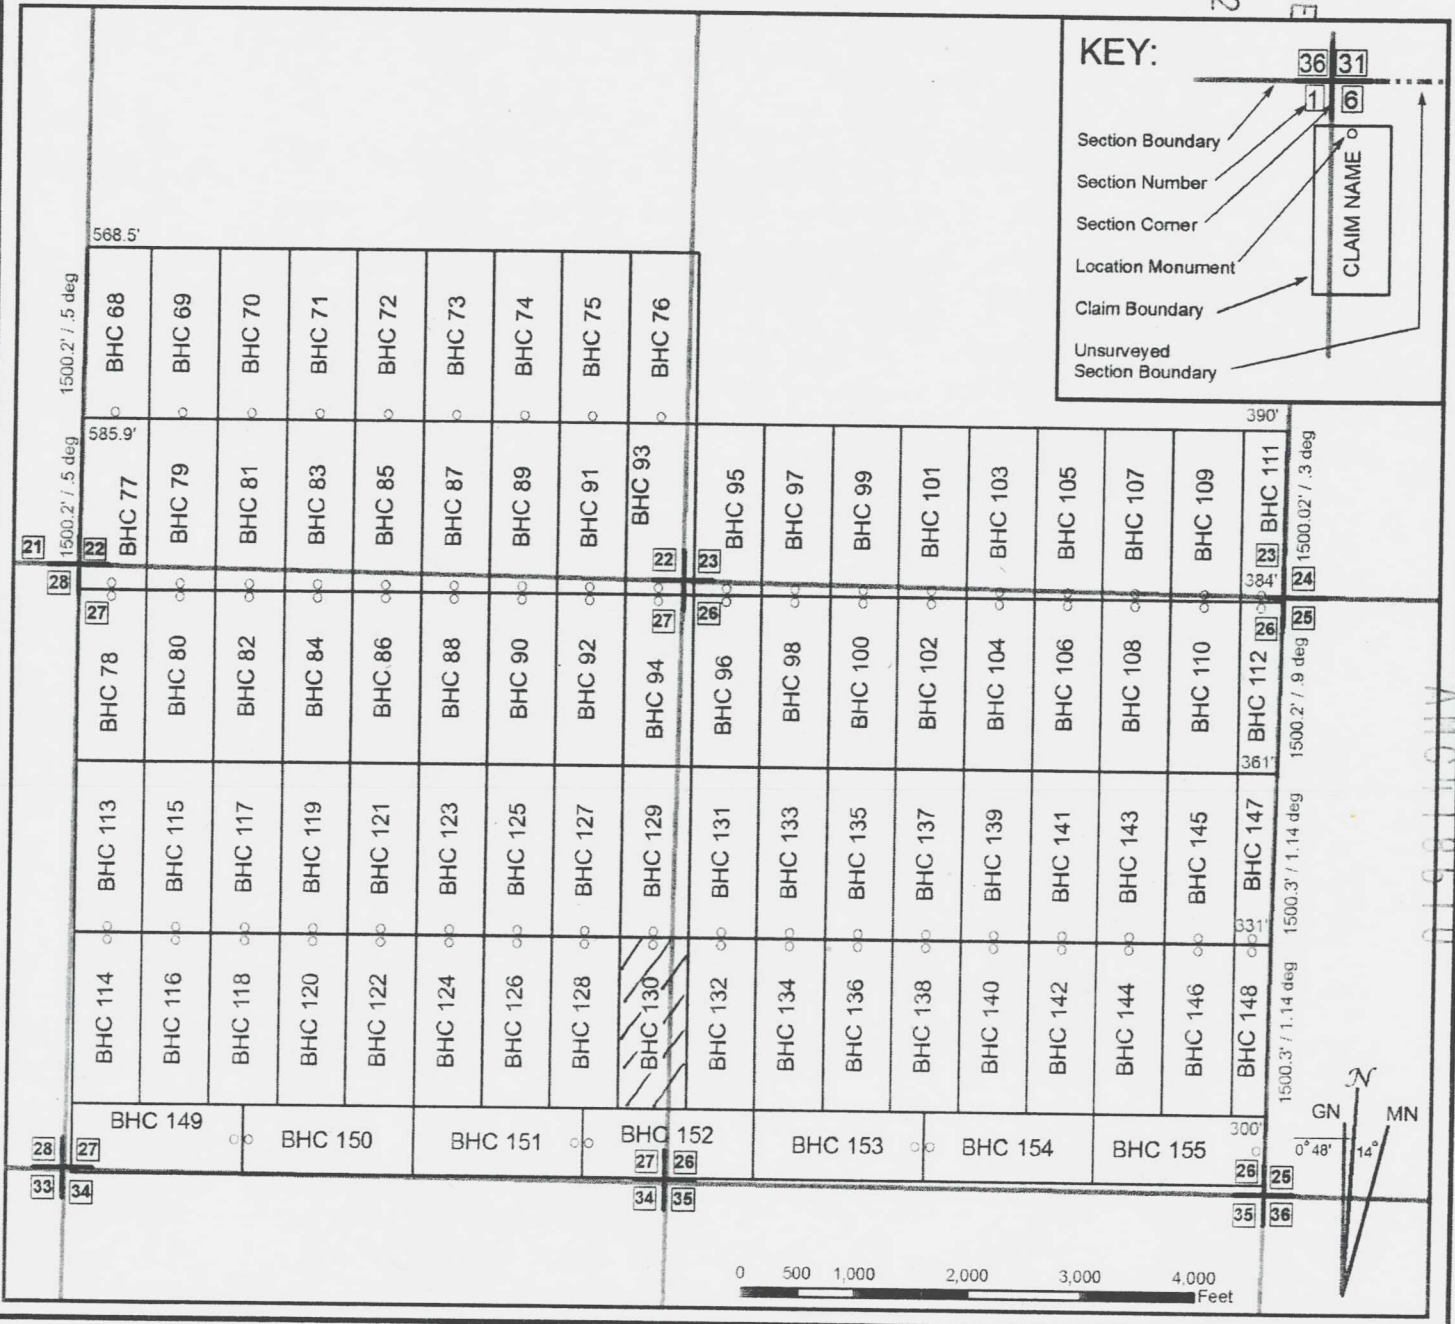 KEY:
36 31
1 6
Section Boundary
Section Number
Section Corner
Location Monument
Claim Boundary
Unsurveyed
Section Boundary
CLAIM NAME
568.5'
1500.2' / .5 deg
BHC 68
BHC 69
BHC 70
BHC 71
BHC 72
BHC 73
BHC 74
BHC 75
BHC 76
585.9'
390'
1500.2' / .5 deg
BHC 77
BHC 79
BHC 81
BHC 83
BHC 85
BHC 87
BHC 89
BHC 91
BHC 93
BHC 95
BHC 97
BHC 99
BHC 101
BHC 103
BHC 105
BHC 107
BHC 109
BHC 111
1500.02' / .3 deg
21 22
22 23
23 24
28 27
27 26
384'
26 25
BHC 78
BHC 80
BHC 82
BHC 84
BHC 86
BHC 88
BHC 90
BHC 92
BHC 94
BHC 96
BHC 98
BHC 100
BHC 102
BHC 104
BHC 106
BHC 108
BHC 110
BHC 112
1500.2' / .9 deg
361'
BHC 113
BHC 115
BHC 117
BHC 119
BHC 121
BHC 123
BHC 125
BHC 127
BHC 129
BHC 131
BHC 133
BHC 135
BHC 137
BHC 139
BHC 141
BHC 143
BHC 145
BHC 147
1500.3' / 1.14 deg
331'
BHC 114
BHC 116
BHC 118
BHC 120
BHC 122
BHC 124
BHC 126
BHC 128
BHC 130
BHC 132
BHC 134
BHC 136
BHC 138
BHC 140
BHC 142
BHC 144
BHC 146
BHC 148
1500.3' / 1.14 deg
BHC 149
BHC 150
BHC 151
BHC 152
BHC 153
BHC 154
BHC 155
300'
28 27
27 26
26 25
33 34
34 35
35 36
N
GN
MN
0° 48'
14°
0 500 1,000 2,000 3,000 4,000
Feet